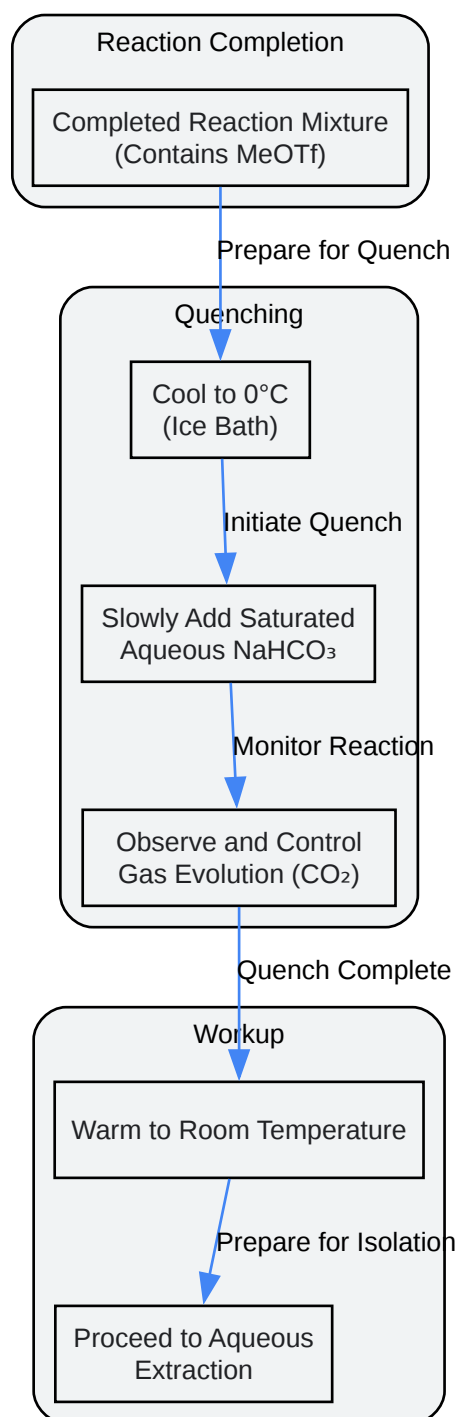 Reaction Completion
Completed Reaction Mixture
(Contains MeOTf)
Prepare for Quench
Quenching
Cool to 0°C
(Ice Bath)
Initiate Quench
Slowly Add Saturated
Aqueous NaHCO₃
Monitor Reaction
Observe and Control
Gas Evolution (CO₂)
Quench Complete
Workup
Warm to Room Temperature
Prepare for Isolation
Proceed to Aqueous
Extraction